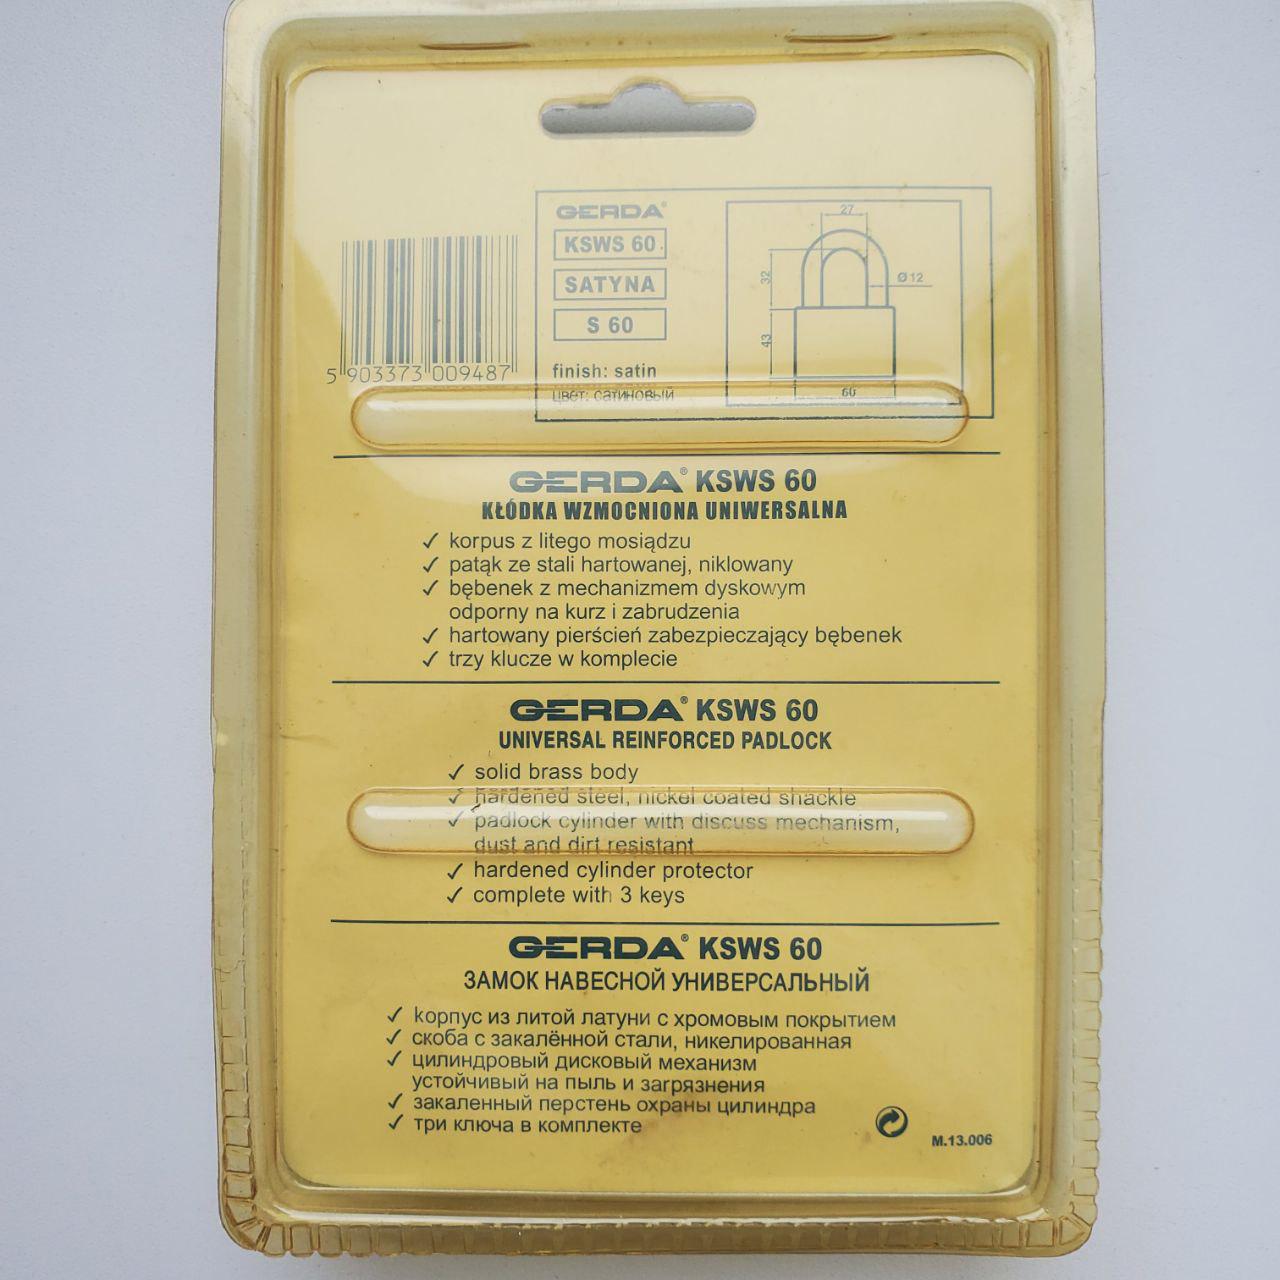 GERDA®
KSWS 60
SATYNA
S 60
finish: satin
цвет: сатиновый
27
32
Ø 12
43
60
5 903373 009487
GERDA® KSWS 60
KŁÓDKA WZMOCNIONA UNIWERSALNA
✓ korpus z litego mosiądzu
✓ patąk ze stali hartowanej, niklowany
✓ bębenek z mechanizmem dyskowym
odporny na kurz i zabrudzenia
✓ hartowany pierścień zabezpieczający bębenek
✓ trzy klucze w komplecie
GERDA® KSWS 60
UNIVERSAL REINFORCED PADLOCK
✓ solid brass body
✓ hardened steel, nickel coated shackle
✓ padlock cylinder with discuss mechanism,
dust and dirt resistant
✓ hardened cylinder protector
✓ complete with 3 keys
GERDA® KSWS 60
ЗАМОК НАВЕСНОЙ УНИВЕРСАЛЬНЫЙ
✓ kорпус из литой латуни с хромовым покрытием
✓ скоба с закалённой стали, никелированная
✓ цилиндровый дисковый механизм
устойчивый на пыль и загрязнения
✓ закаленный перстень охраны цилиндра
✓ три ключа в комплекте
M.13.006